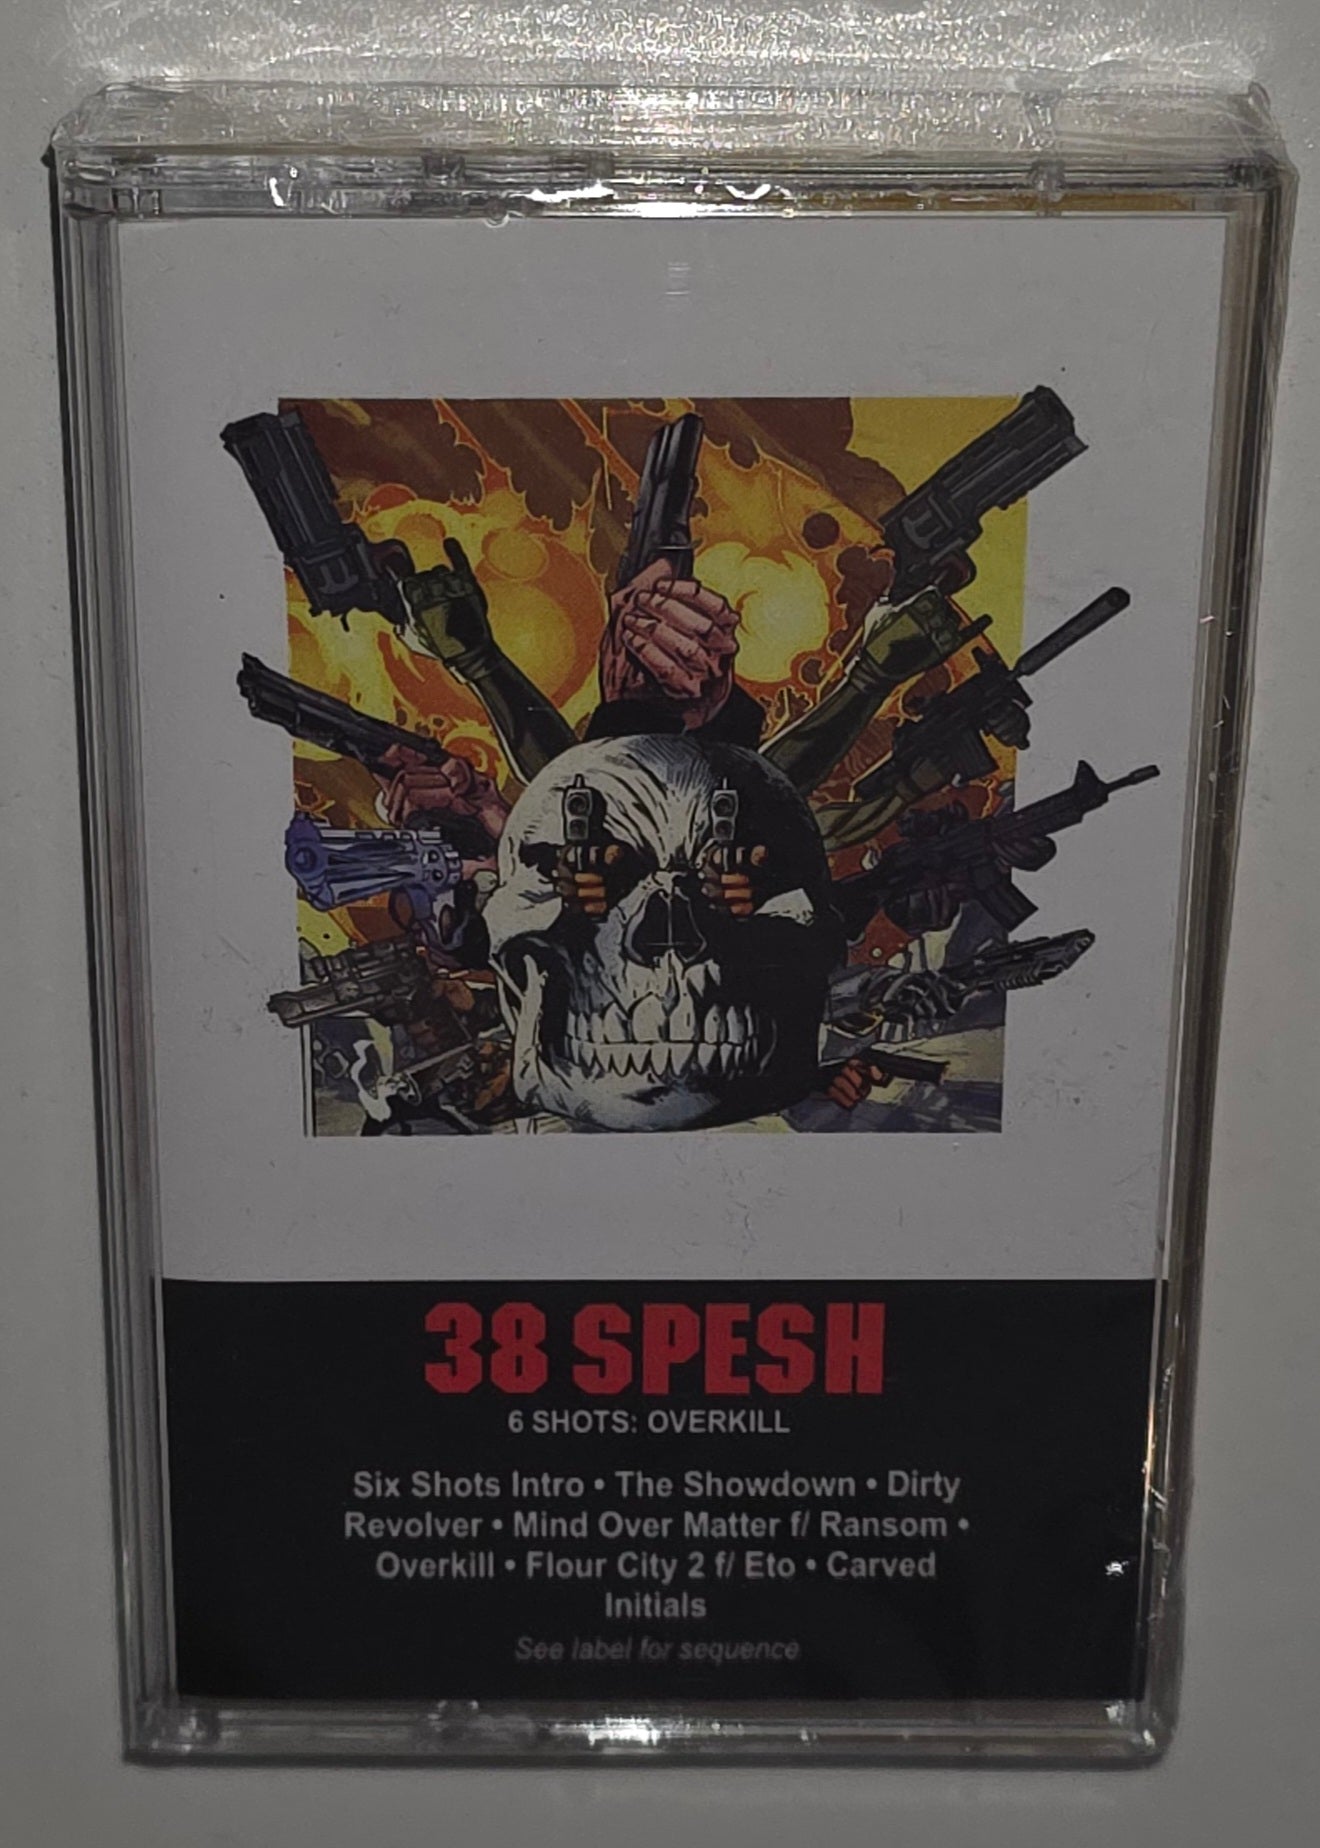 38 SPESH
6 SHOTS: OVERKILL
Six Shots Intro • The Showdown • Dirty
Revolver • Mind Over Matter f/ Ransom •
Overkill • Flour City 2 f/ Eto • Carved
Initials
See label for sequence